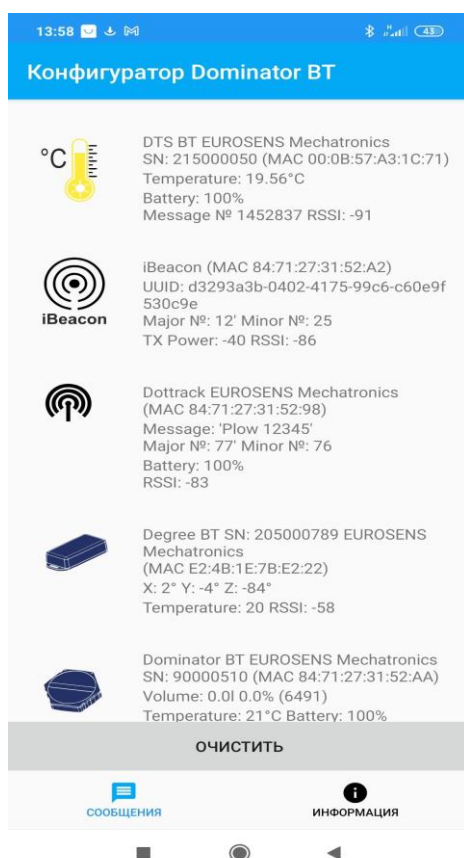 13:58
43
Конфигуратор Dominator BT
°C
DTS BT EUROSENS Mechatronics
SN: 215000050 (MAC 00:0B:57:A3:1C:71)
Temperature: 19.56°C
Battery: 100%
Message № 1452837 RSSI: -91
iBeacon
iBeacon (MAC 84:71:27:31:52:A2)
UUID: d3293a3b-0402-4175-99c6-c60e9f
530c9e
Major №: 12' Minor №: 25
TX Power: -40 RSSI: -86
Dottrack EUROSENS Mechatronics
(MAC 84:71:27:31:52:98)
Message: 'Plow 12345'
Major №: 77' Minor №: 76
Battery: 100%
RSSI: -83
Degree BT SN: 205000789 EUROSENS
Mechatronics
(MAC E2:4B:1E:7B:E2:22)
X: 2° Y: -4° Z: -84°
Temperature: 20 RSSI: -58
Dominator BT EUROSENS Mechatronics
SN: 90000510 (MAC 84:71:27:31:52:AA)
Volume: 0.0l 0.0% (6491)
Temperature: 21°C Battery: 100%
ОЧИСТИТЬ
СООБЩЕНИЯ
ИНФОРМАЦИЯ